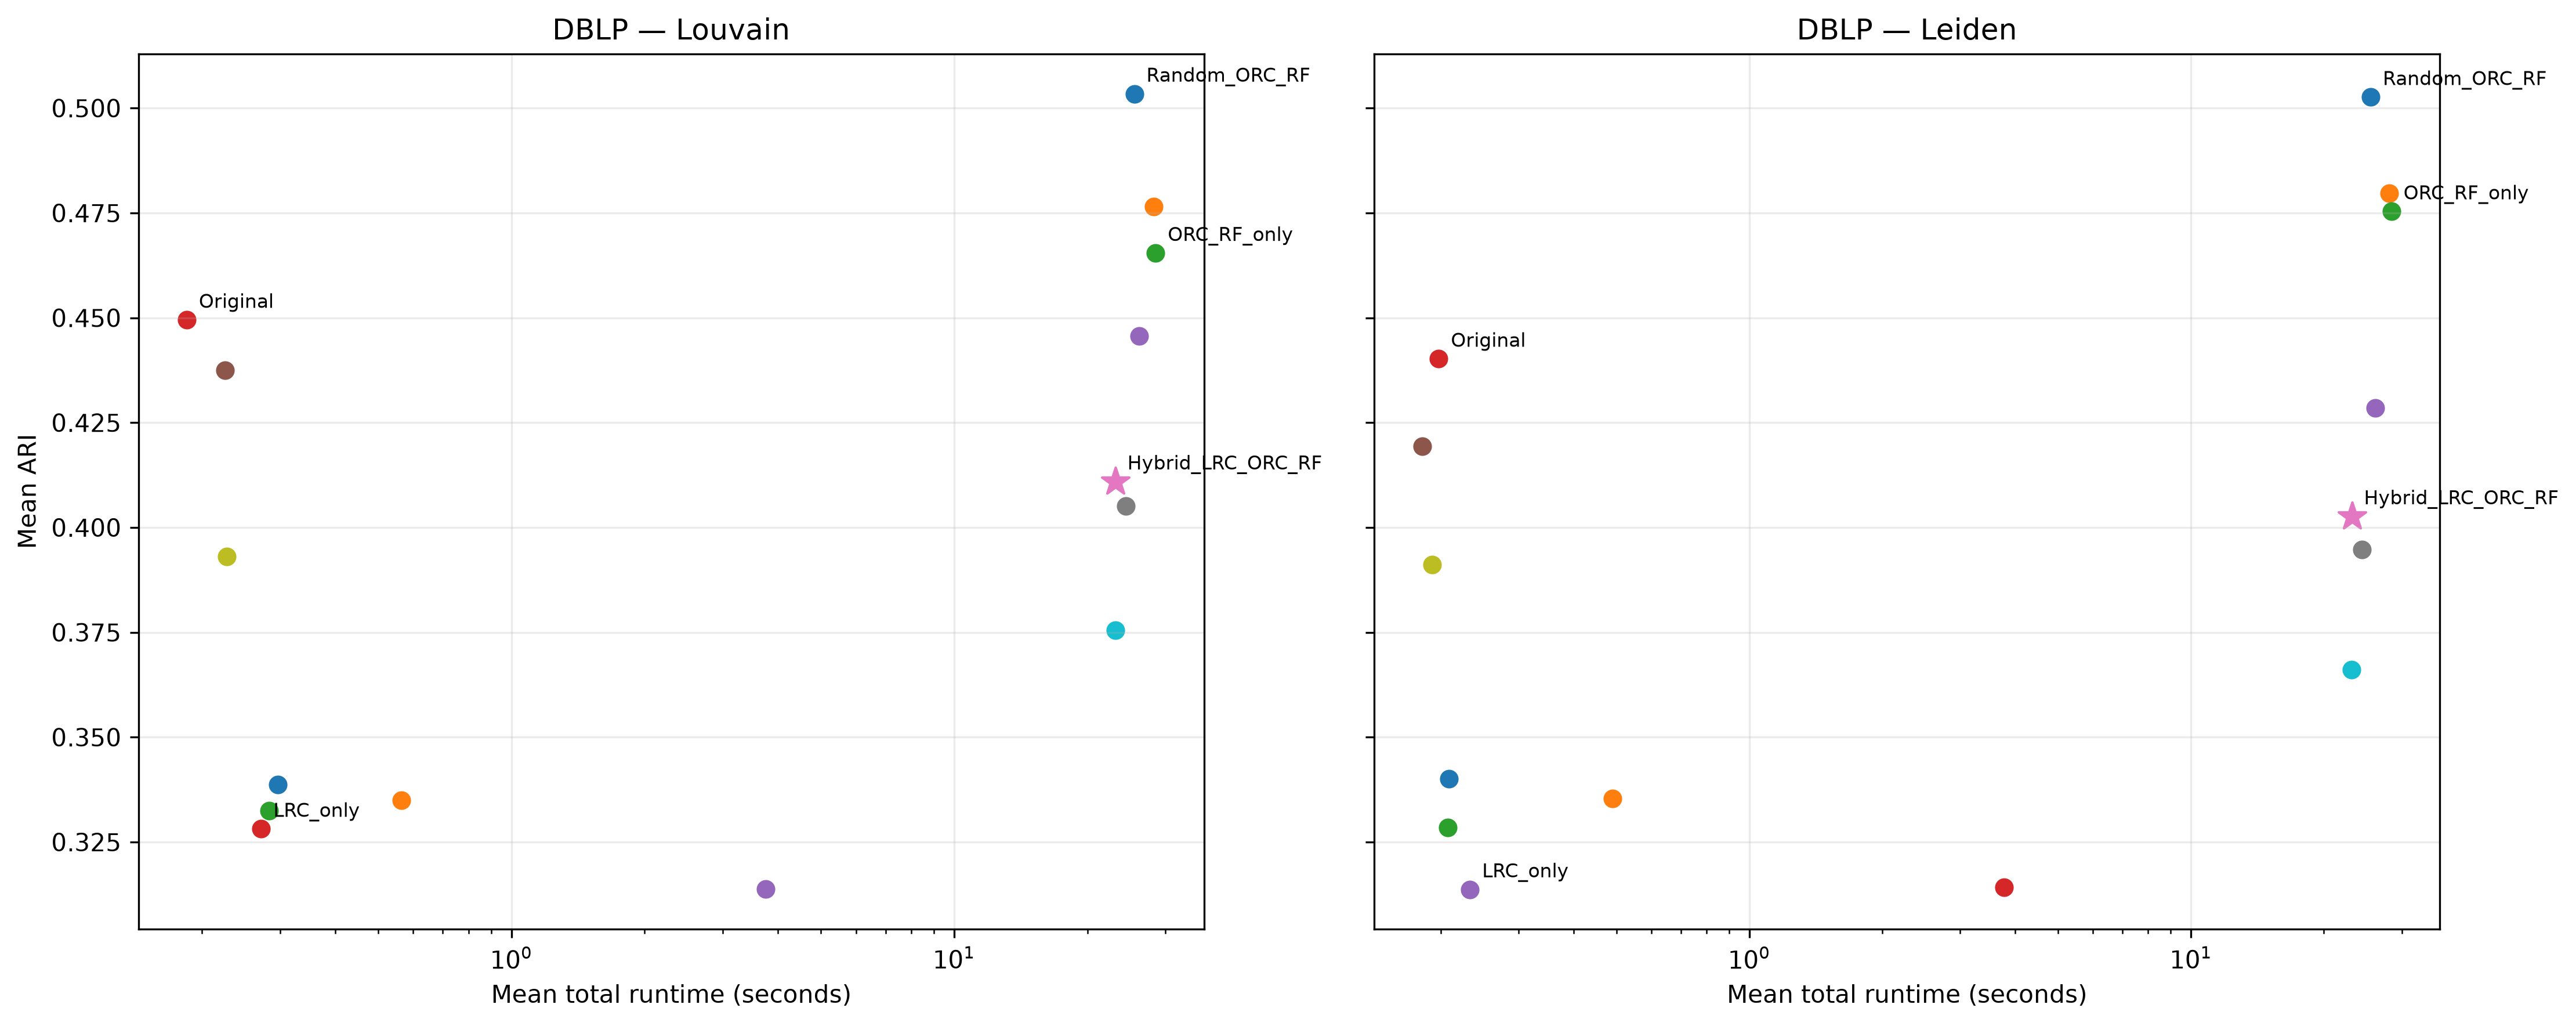 DBLP — Louvain
Mean ARI
0.500
0.475
0.450
0.425
0.400
0.375
0.350
0.325
Random_ORC_RF
ORC_RF_only
Original
Hybrid_LRC_ORC_RF
LRC_only
10⁰
10¹
Mean total runtime (seconds)
DBLP — Leiden
Random_ORC_RF
ORC_RF_only
Original
Hybrid_LRC_ORC_RF
LRC_only
10⁰
10¹
Mean total runtime (seconds)